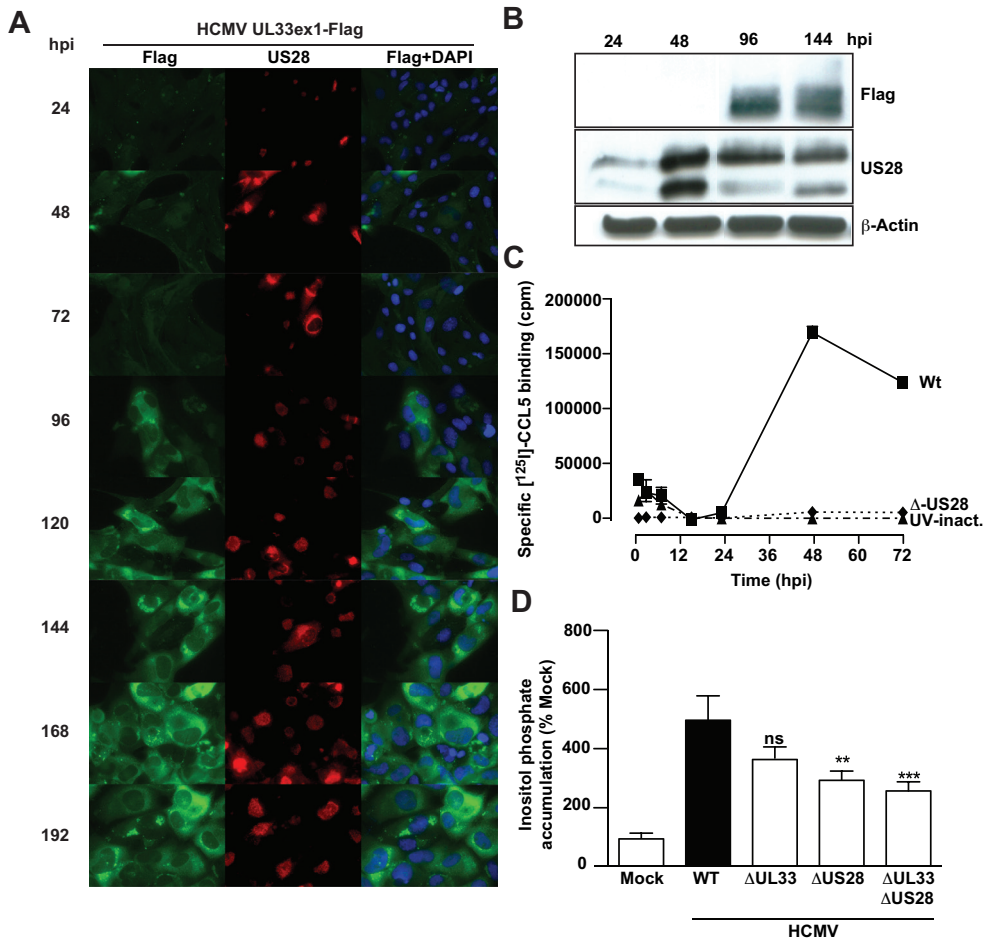 A
HCMV UL33ex1-Flag
hpi
Flag US28 Flag+DAPI
24
48
72
96
120
144
168
192
B
24 48 96 144 hpi
Flag
US28
β-Actin
C
Specific [125I]-CCL5 binding (cpm)
200000
150000
100000
50000
0
Wt
Δ-US28
UV-inact.
0 12 24 36 48 60 72
Time (hpi)
D
Inositol phosphate
accumulation (% Mock)
800
600
400
200
0
ns
**
***
Mock WT ΔUL33 ΔUS28 ΔUL33
ΔUS28
HCMV